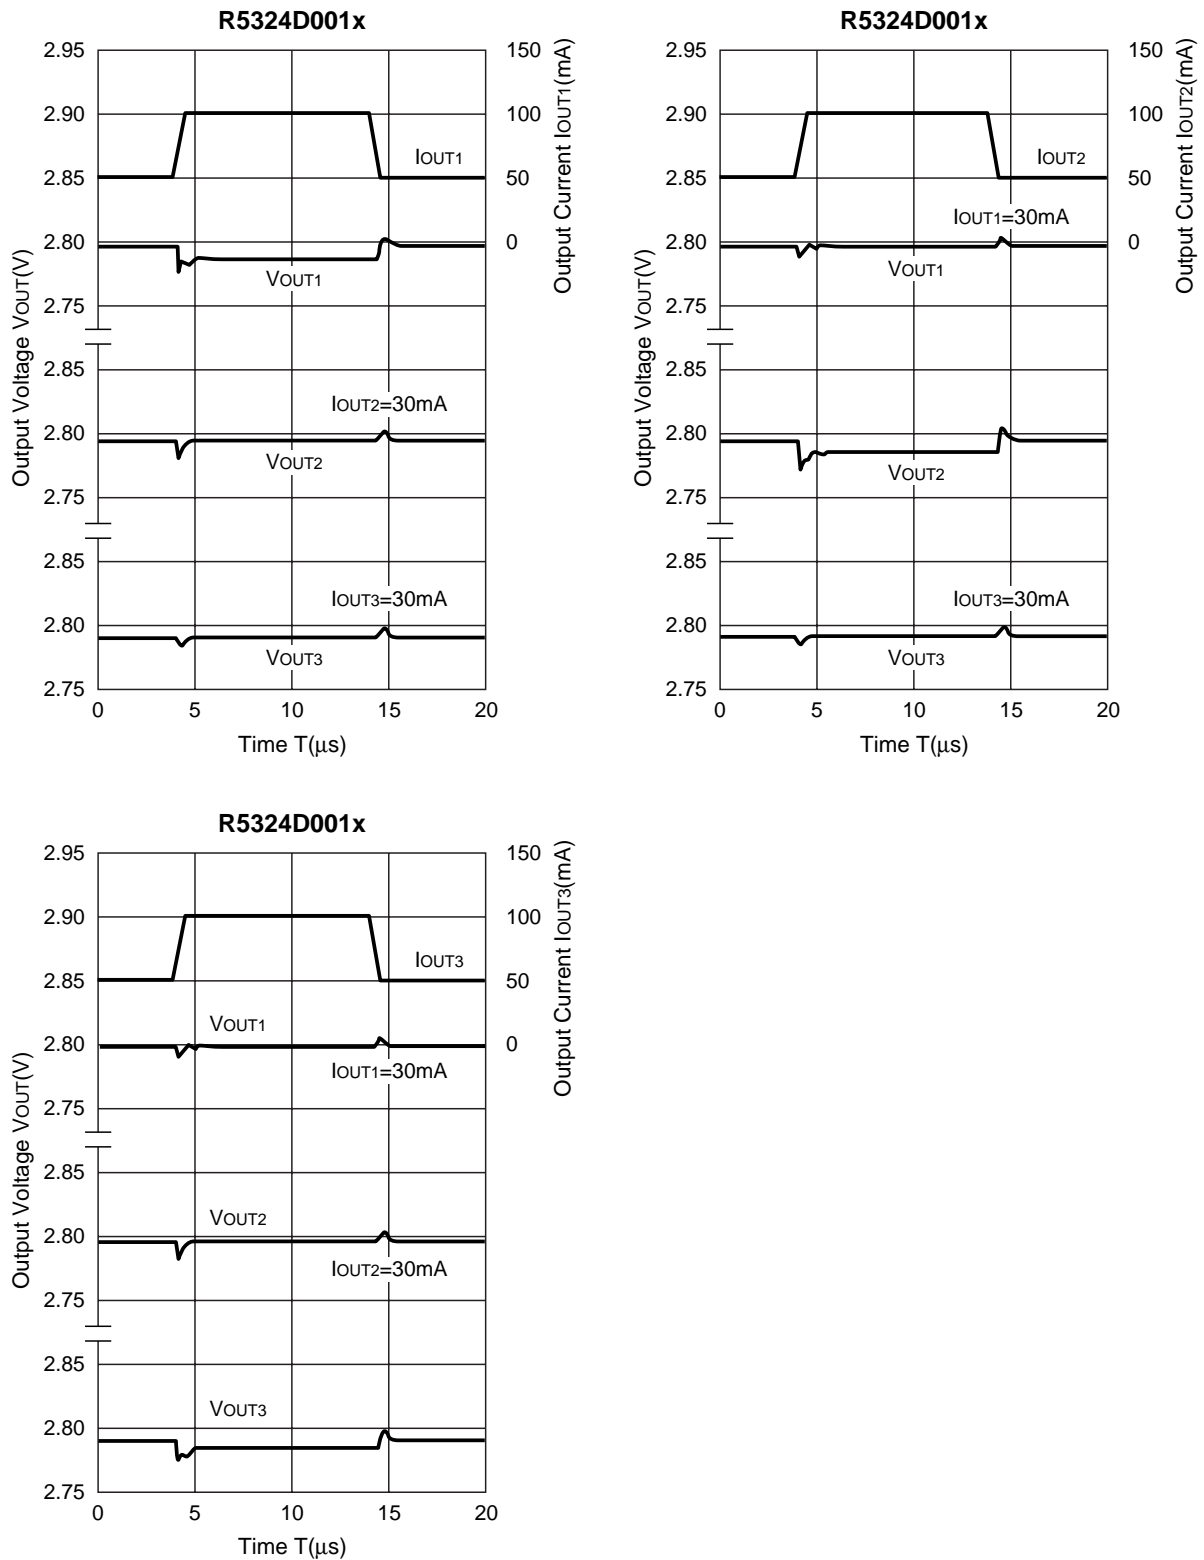 R5324D001x
2.95
2.90
2.85
2.80
2.75
2.85
2.80
2.75
2.85
2.80
2.75
150
100
50
0
IOUT1
VOUT1
IOUT2=30mA
VOUT2
IOUT3=30mA
VOUT3
0 5 10 15 20
Time T(μs)
Output Voltage VOUT(V)
Output Current IOUT1(mA)
R5324D001x
2.95
2.90
2.85
2.80
2.75
2.85
2.80
2.75
2.85
2.80
2.75
150
100
50
0
IOUT2
IOUT1=30mA
VOUT1
VOUT2
IOUT3=30mA
VOUT3
0 5 10 15 20
Time T(μs)
Output Voltage VOUT(V)
Output Current IOUT2(mA)
R5324D001x
2.95
2.90
2.85
2.80
2.75
2.85
2.80
2.75
2.85
2.80
2.75
150
100
50
0
IOUT3
VOUT1
IOUT1=30mA
VOUT2
IOUT2=30mA
VOUT3
0 5 10 15 20
Time T(μs)
Output Voltage VOUT(V)
Output Current IOUT3(mA)